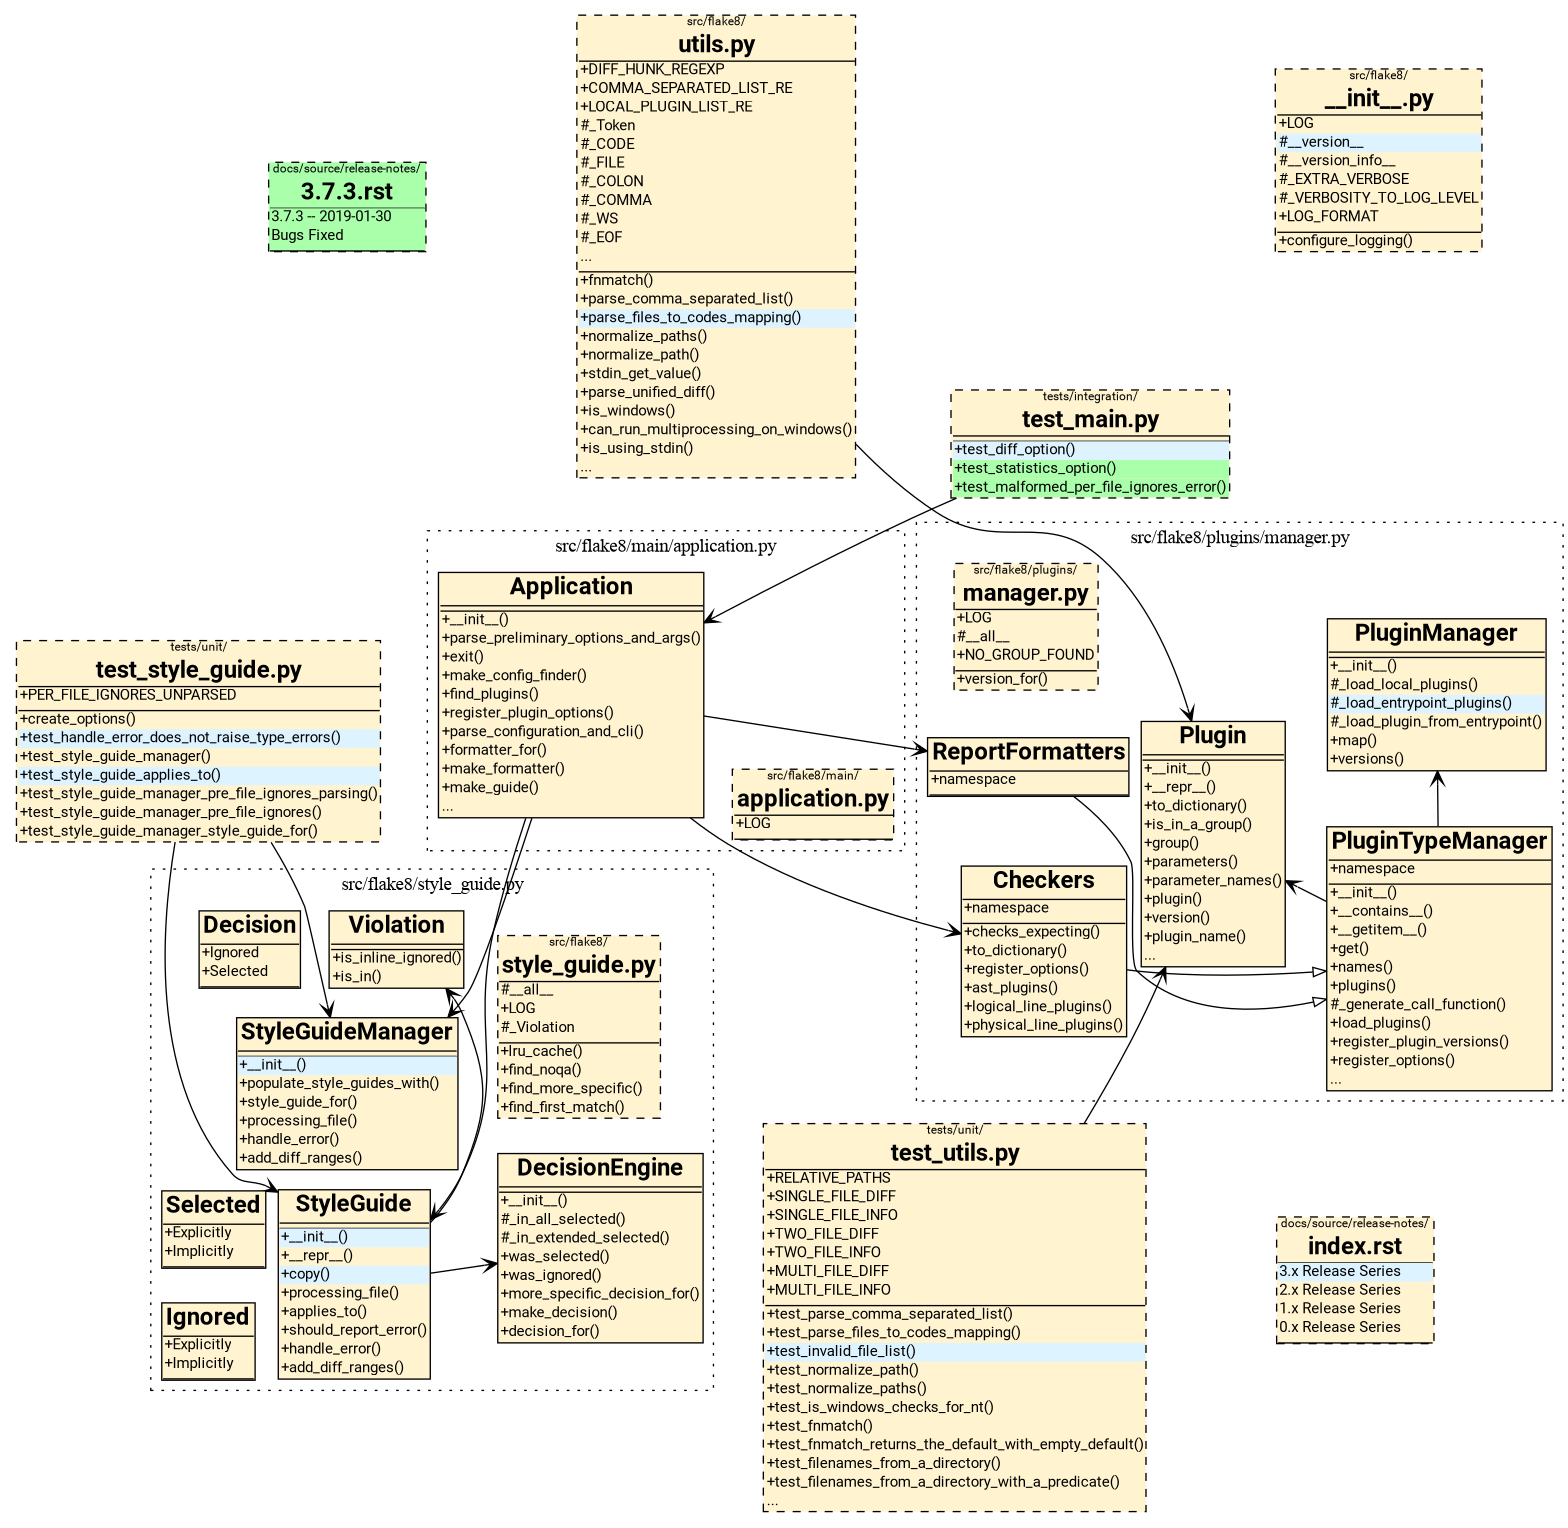 src/flake8/
utils.py
+DIFF_HUNK_REGEXP
+COMMA_SEPARATED_LIST_RE
+LOCAL_PLUGIN_LIST_RE
#_Token
#_CODE
#_FILE
#_COLON
#_COMMA
#_WS
#_EOF
...
+fnmatch()
+parse_comma_separated_list()
+parse_files_to_codes_mapping()
+normalize_paths()
+normalize_path()
+stdin_get_value()
+parse_unified_diff()
+is_windows()
+can_run_multiprocessing_on_windows()
+is_using_stdin()
...
src/flake8/
__init__.py
+LOG
#__version__
#__version_info__
#_EXTRA_VERBOSE
#_VERBOSITY_TO_LOG_LEVEL
+LOG_FORMAT
+configure_logging()
docs/source/release-notes/
3.7.3.rst
3.7.3 -- 2019-01-30
Bugs Fixed
tests/integration/
test_main.py
+test_diff_option()
+test_statistics_option()
+test_malformed_per_file_ignores_error()
src/flake8/main/application.py
Application
+__init__()
+parse_preliminary_options_and_args()
+exit()
+make_config_finder()
+find_plugins()
+register_plugin_options()
+parse_configuration_and_cli()
+formatter_for()
+make_formatter()
+make_guide()
...
src/flake8/main/
application.py
+LOG
src/flake8/plugins/manager.py
src/flake8/plugins/
manager.py
+LOG
#__all__
+NO_GROUP_FOUND
+version_for()
PluginManager
+__init__()
#_load_local_plugins()
#_load_entrypoint_plugins()
#_load_plugin_from_entrypoint()
+map()
+versions()
ReportFormatters
+namespace
Plugin
+__init__()
+__repr__()
+to_dictionary()
+is_in_a_group()
+group()
+parameters()
+parameter_names()
+plugin()
+version()
+plugin_name()
...
PluginTypeManager
+namespace
+__init__()
+__contains__()
+__getitem__()
+get()
+names()
+plugins()
#_generate_call_function()
+load_plugins()
+register_plugin_versions()
+register_options()
...
Checkers
+namespace
+checks_expecting()
+to_dictionary()
+register_options()
+ast_plugins()
+logical_line_plugins()
+physical_line_plugins()
tests/unit/
test_style_guide.py
+PER_FILE_IGNORES_UNPARSED
+create_options()
+test_handle_error_does_not_raise_type_errors()
+test_style_guide_manager()
+test_style_guide_applies_to()
+test_style_guide_manager_pre_file_ignores_parsing()
+test_style_guide_manager_pre_file_ignores()
+test_style_guide_manager_style_guide_for()
src/flake8/style_guide.py
Decision
+Ignored
+Selected
Violation
+is_inline_ignored()
+is_in()
src/flake8/
style_guide.py
#__all__
+LOG
#_Violation
+lru_cache()
+find_noqa()
+find_more_specific()
+find_first_match()
StyleGuideManager
+__init__()
+populate_style_guides_with()
+style_guide_for()
+processing_file()
+handle_error()
+add_diff_ranges()
Selected
+Explicitly
+Implicitly
StyleGuide
+__init__()
+__repr__()
+copy()
+processing_file()
+applies_to()
+should_report_error()
+handle_error()
+add_diff_ranges()
DecisionEngine
+__init__()
#_in_all_selected()
#_in_extended_selected()
+was_selected()
+was_ignored()
+more_specific_decision_for()
+make_decision()
+decision_for()
Ignored
+Explicitly
+Implicitly
tests/unit/
test_utils.py
+RELATIVE_PATHS
+SINGLE_FILE_DIFF
+SINGLE_FILE_INFO
+TWO_FILE_DIFF
+TWO_FILE_INFO
+MULTI_FILE_DIFF
+MULTI_FILE_INFO
+test_parse_comma_separated_list()
+test_parse_files_to_codes_mapping()
+test_invalid_file_list()
+test_normalize_path()
+test_normalize_paths()
+test_is_windows_checks_for_nt()
+test_fnmatch()
+test_fnmatch_returns_the_default_with_empty_default()
+test_filenames_from_a_directory()
+test_filenames_from_a_directory_with_a_predicate()
...
docs/source/release-notes/
index.rst
3.x Release Series
2.x Release Series
1.x Release Series
0.x Release Series